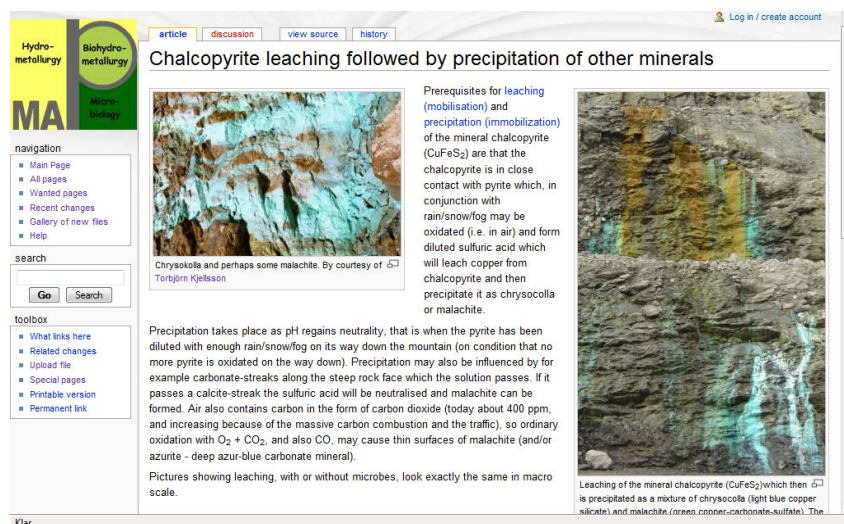 Log in / create account
Hydro-
metallurgy
Biohydro-
metallurgy
MA
Micro-
biology
article
discussion
view source
history
Chalcopyrite leaching followed by precipitation of other minerals
navigation
Main Page
All pages
Wanted pages
Recent changes
Gallery of new files
Help
search
Go
Search
toolbox
What links here
Related changes
Upload file
Special pages
Printable version
Permanent link
Chrysokolla and perhaps some malachite. By courtesy of
Torbjörn Kjellsson
Prerequisites for leaching
(mobilisation) and
precipitation (immobilization)
of the mineral chalcopyrite
(CuFeS2) are that the
chalcopyrite is in close
contact with pyrite which, in
conjunction with
rain/snow/fog may be
oxidated (i.e. in air) and form
diluted sulfuric acid which
will leach copper from
chalcopyrite and then
precipitate it as chrysocolla
or malachite.
Precipitation takes place as pH regains neutrality, that is when the pyrite has been
diluted with enough rain/snow/fog on its way down the mountain (on condition that no
more pyrite is oxidated on the way down). Precipitation may also be influenced by for
example carbonate-streaks along the steep rock face which the solution passes. If it
passes a calcite-streak the sulfuric acid will be neutralised and malachite can be
formed. Air also contains carbon in the form of carbon dioxide (today about 400 ppm,
and increasing because of the massive carbon combustion and the traffic), so ordinary
oxidation with O2 + CO2, and also CO, may cause thin surfaces of malachite (and/or
azurite - deep azur-blue carbonate mineral).
Pictures showing leaching, with or without microbes, look exactly the same in macro
scale.
Leaching of the mineral chalcopyrite (CuFeS2)which then
is precipitated as a mixture of chrysocolla (light blue copper
silicate) and malachite (green copper-carbonate-sulfate). The
Klar